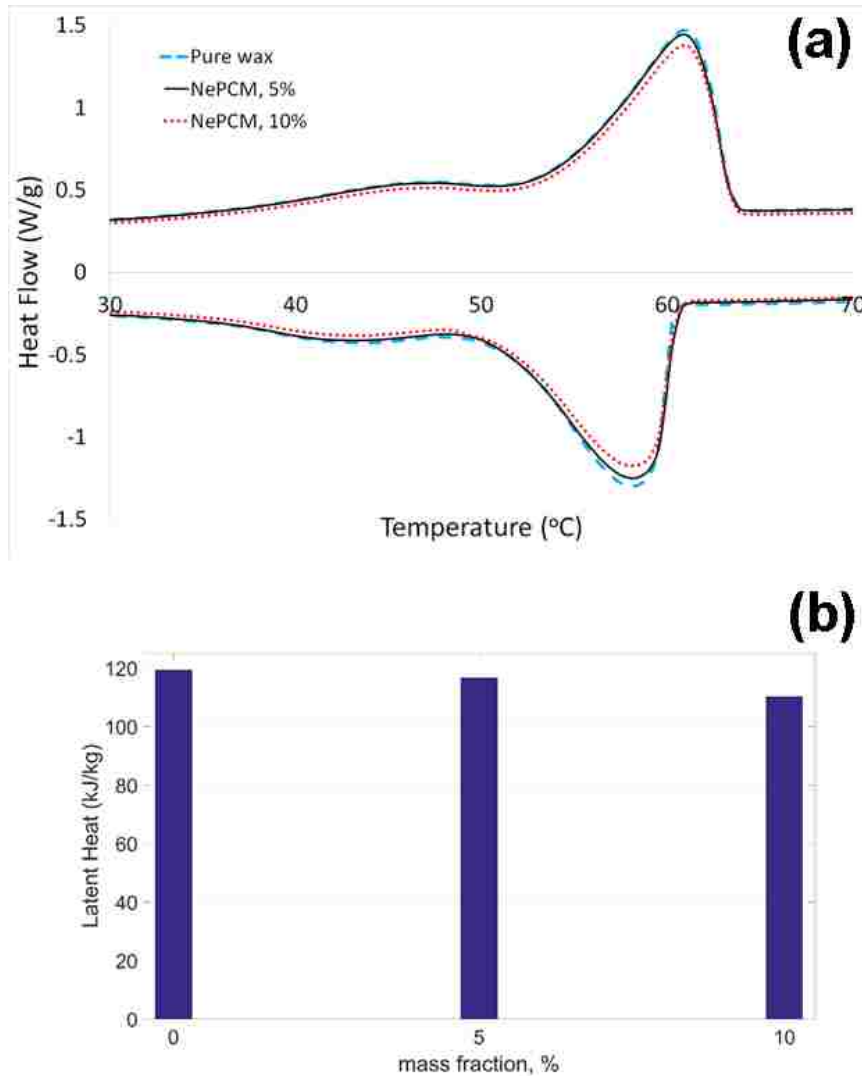 (a)
1.5
Pure wax
NePCM, 5%
NePCM, 10%
1
0.5
0
30 40 50 60 70
-0.5
-1
-1.5
Heat Flow (W/g)
Temperature (°C)
(b)
120
100
80
60
40
20
0
Latent Heat (kJ/kg)
0 5 10
mass fraction, %